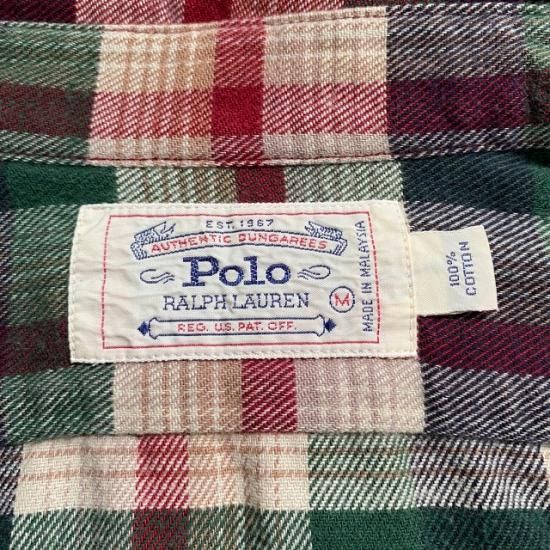 EST. 1967
AUTHENTIC DUNGAREES
Polo
RALPH LAUREN
M
REG. U.S. PAT. OFF.
MADE IN MALAYSIA
100%
COTTON